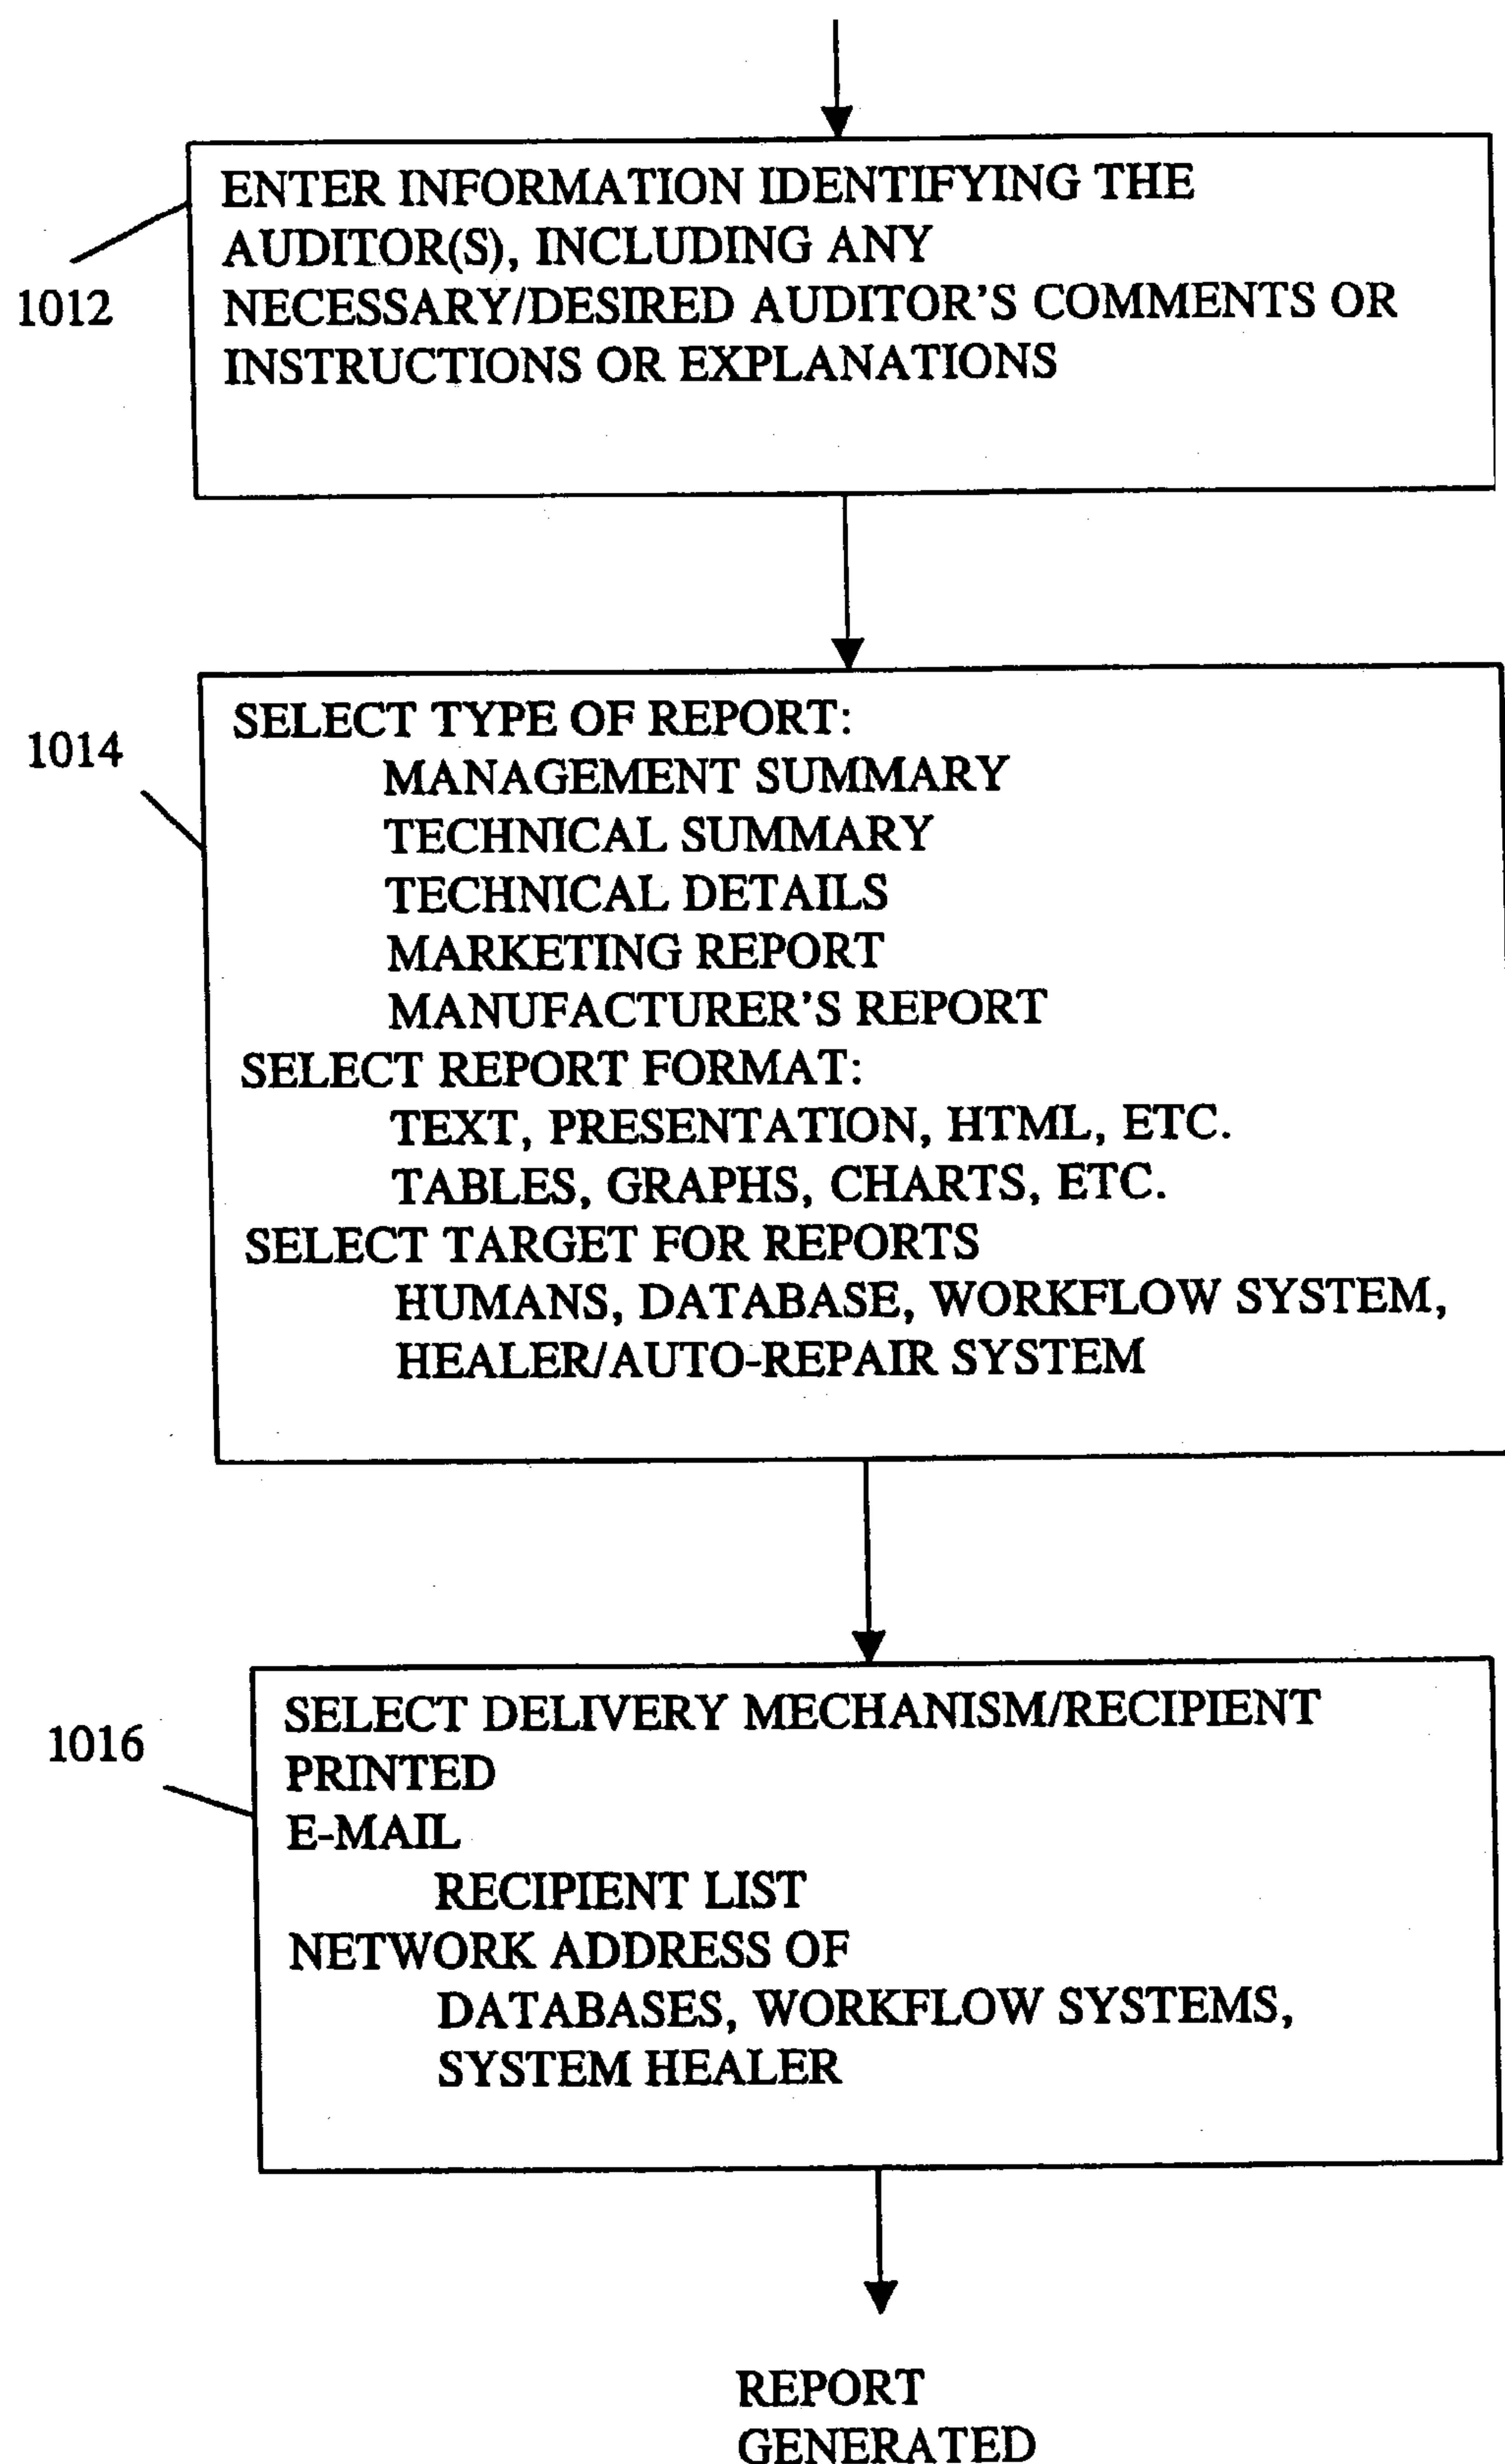 ENTER INFORMATION IDENTIFYING THE
AUDITOR(S), INCLUDING ANY
NECESSARY/DESIRED AUDITOR'S COMMENTS OR
INSTRUCTIONS OR EXPLANATIONS
1012
SELECT TYPE OF REPORT:
MANAGEMENT SUMMARY
TECHNICAL SUMMARY
TECHNICAL DETAILS
MARKETING REPORT
MANUFACTURER'S REPORT
SELECT REPORT FORMAT:
TEXT, PRESENTATION, HTML, ETC.
TABLES, GRAPHS, CHARTS, ETC.
SELECT TARGET FOR REPORTS
HUMANS, DATABASE, WORKFLOW SYSTEM,
HEALER/AUTO-REPAIR SYSTEM
1014
SELECT DELIVERY MECHANISM/RECIPIENT
PRINTED
E-MAIL
RECIPIENT LIST
NETWORK ADDRESS OF
DATABASES, WORKFLOW SYSTEMS,
SYSTEM HEALER
1016
REPORT
GENERATED